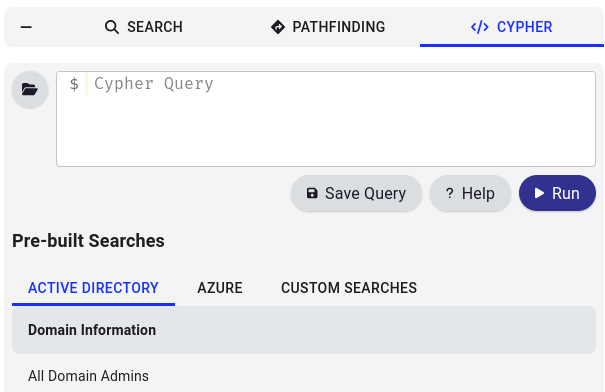 SEARCH PATHFINDING </> CYPHER
$ Cypher Query
Save Query ? Help Run
Pre-built Searches
ACTIVE DIRECTORY AZURE CUSTOM SEARCHES
Domain Information
All Domain Admins